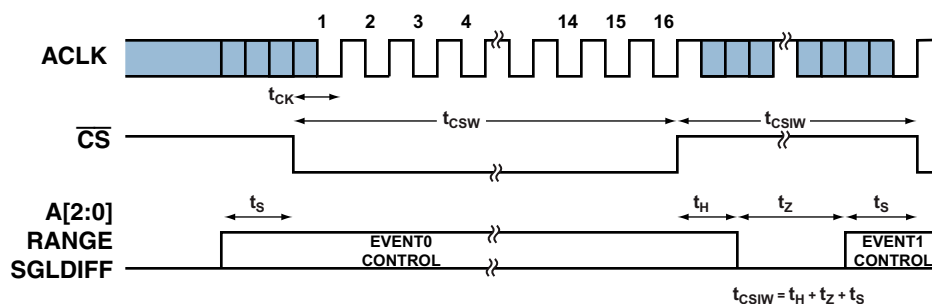 1 2 3 4 14 15 16
ACLK
tCK
tCSW tCSIW
CS
tS tH tZ tS
A[2:0]
RANGE
SGLDIFF
EVENT0
CONTROL
EVENT1
CONTROL
tCSIW = tH + tZ + tS